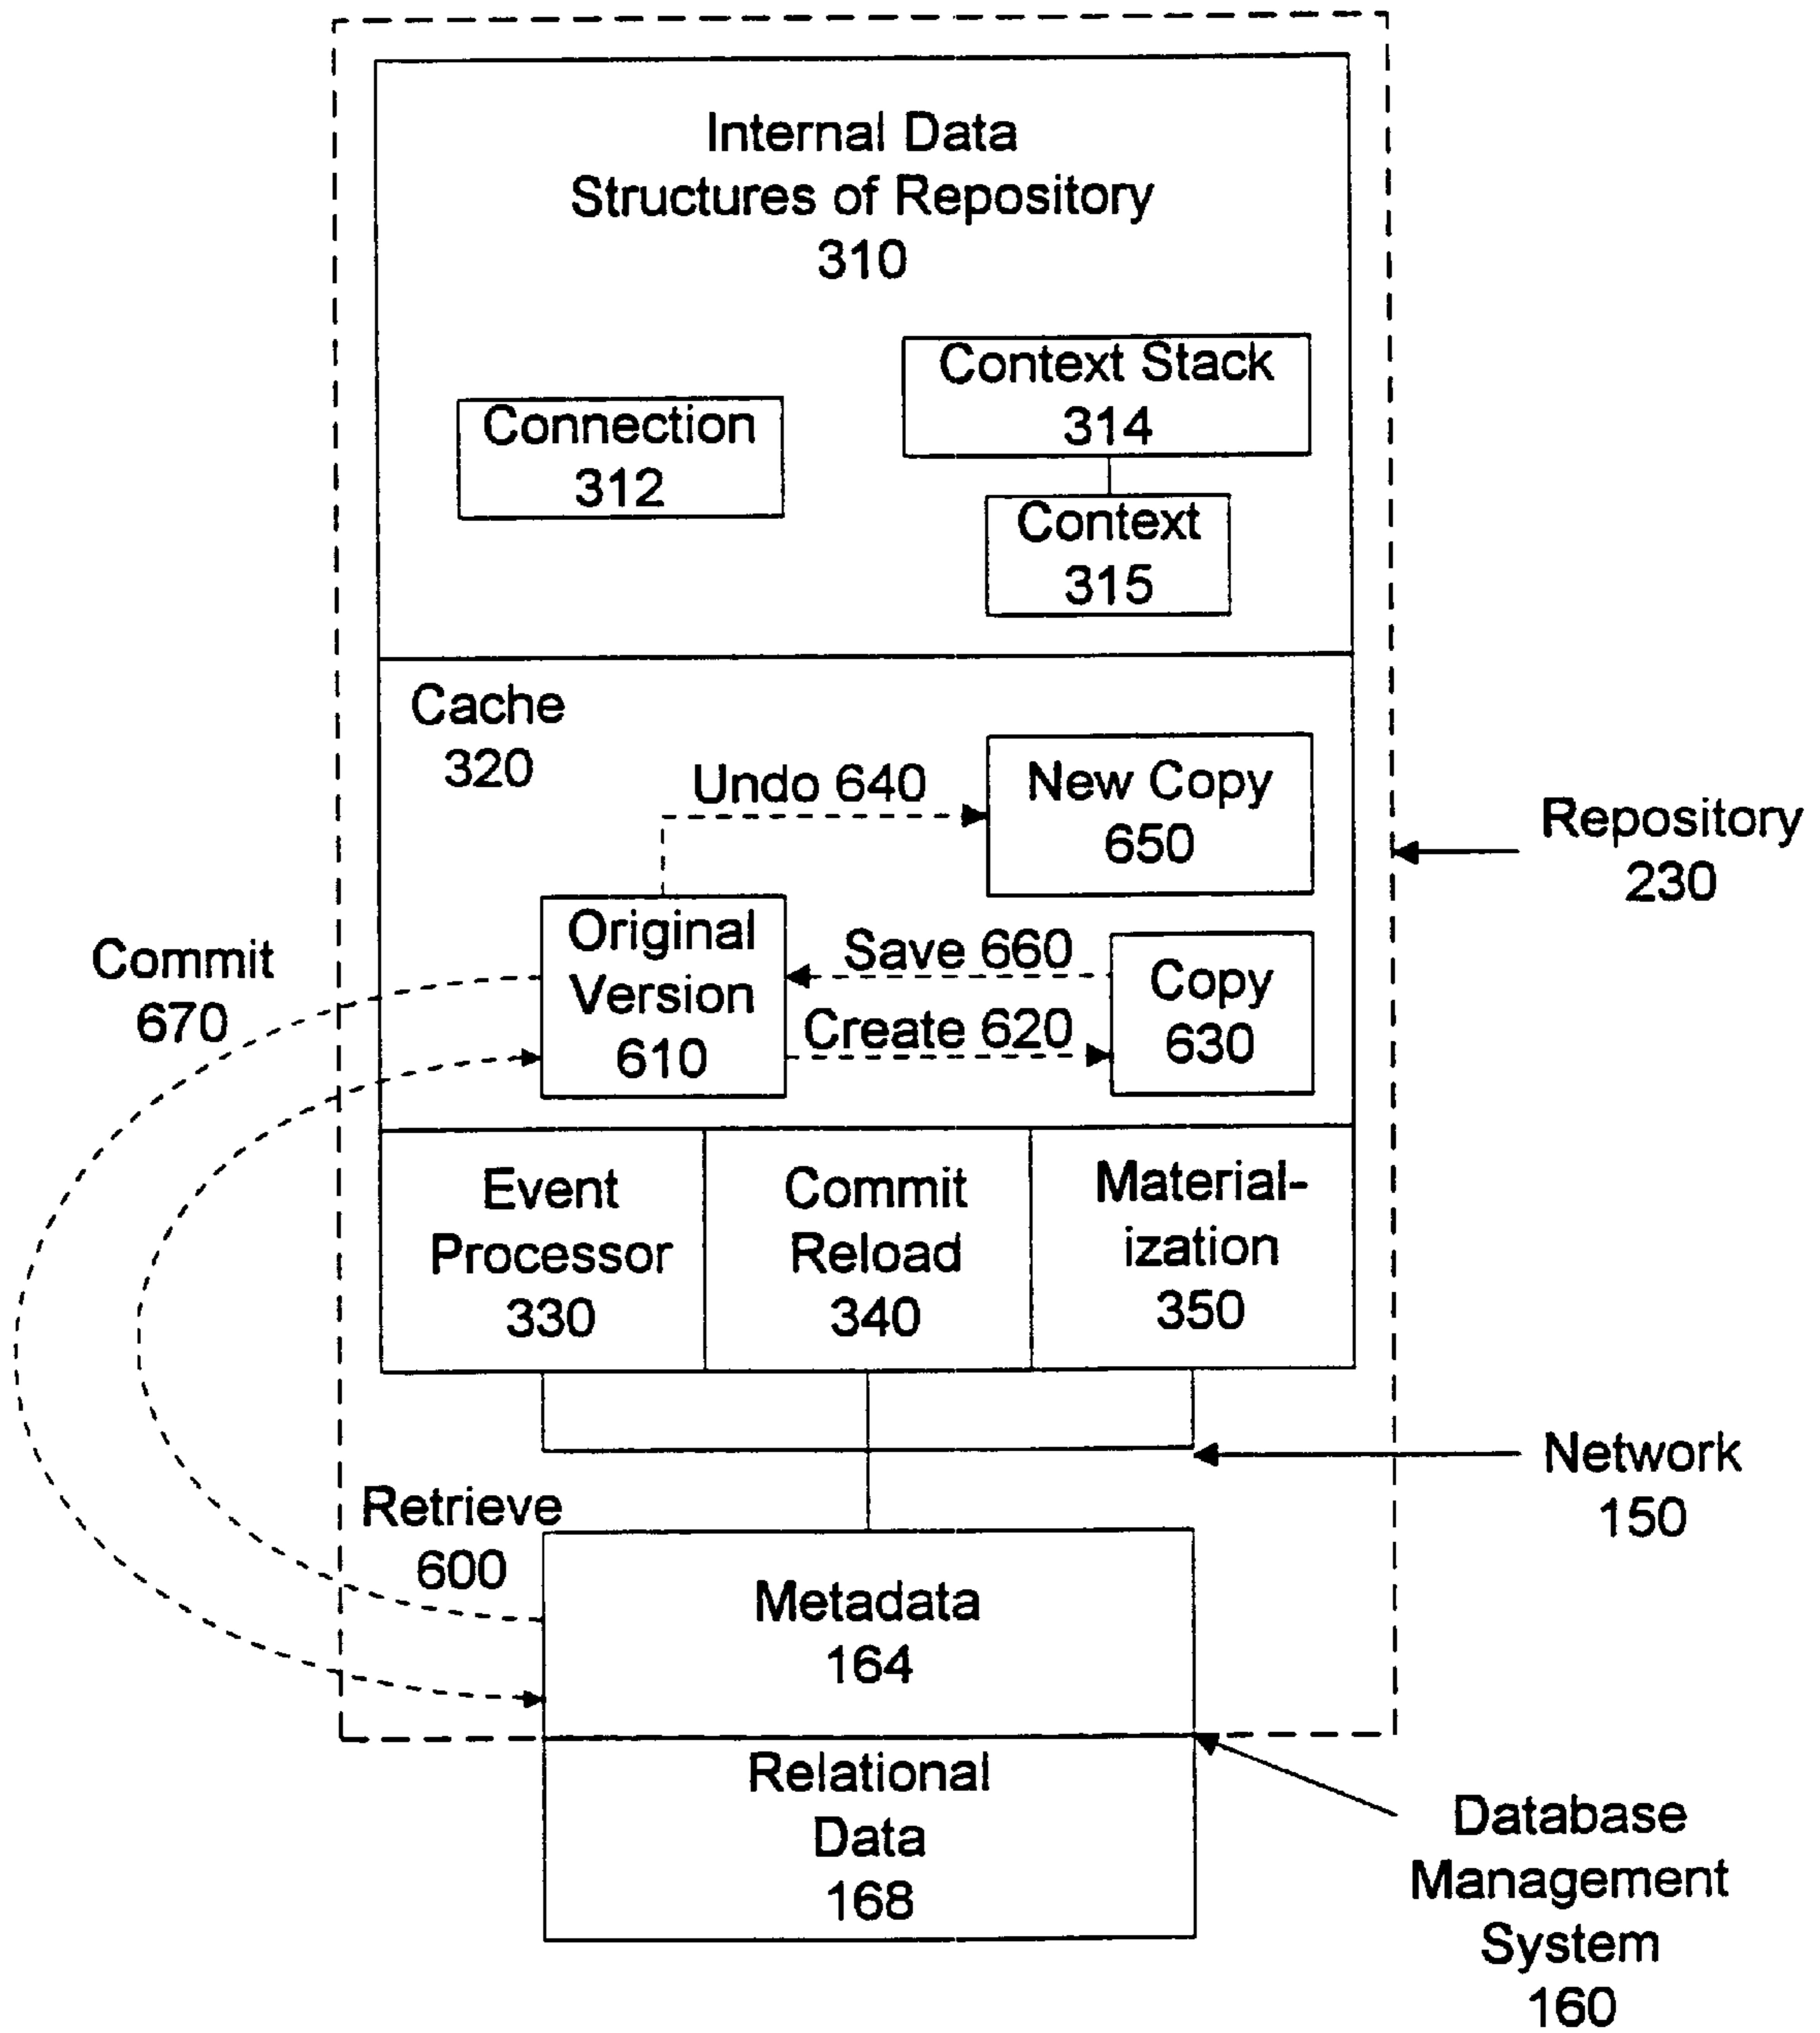 Internal Data
Structures of Repository
310
Context Stack
314
Connection
312
Context
315
Cache
320
Undo 640
New Copy
650
Repository
230
Original
Version
610
Save 660
Create 620
Copy
630
Commit
670
Event
Processor
330
Commit
Reload
340
Material-
ization
350
Network
150
Retrieve
600
Metadata
164
Relational
Data
168
Database
Management
System
160